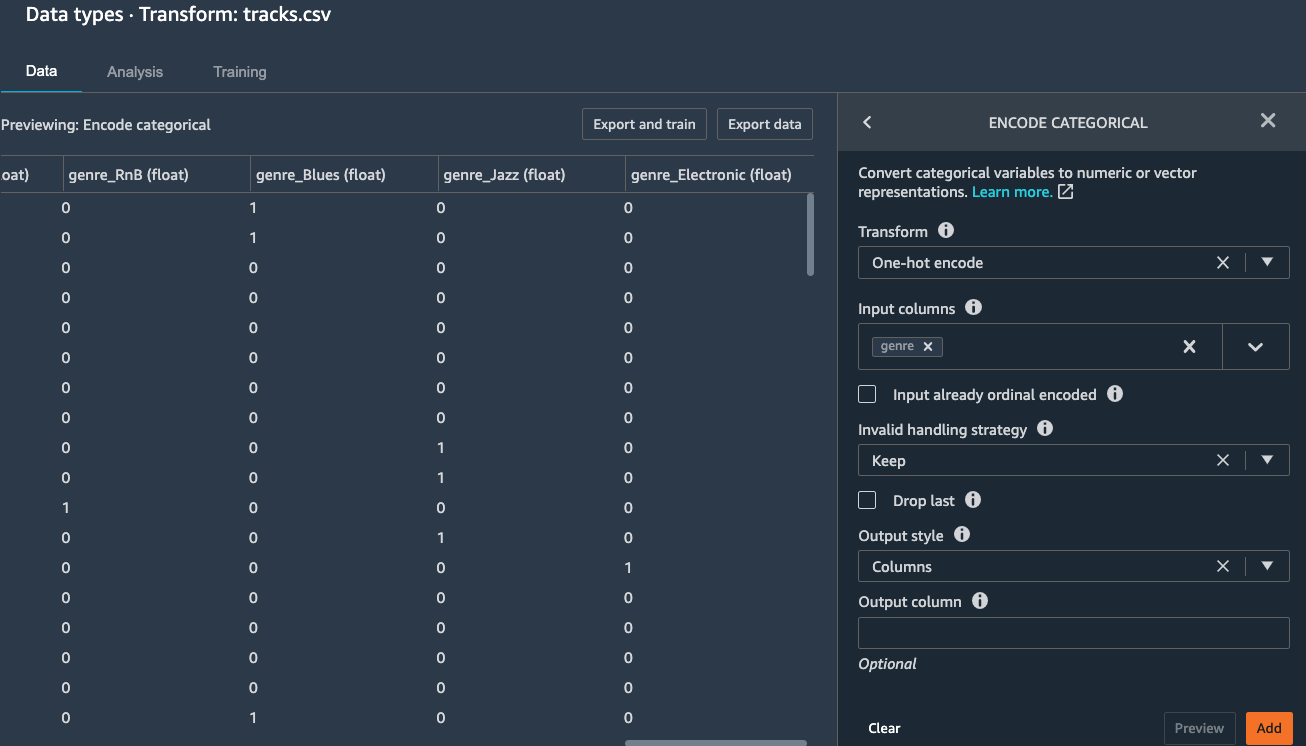 Data types · Transform: tracks.csv
Data Analysis Training
Previewing: Encode categorical
Export and train Export data
oat) genre_RnB (float) genre_Blues (float) genre_Jazz (float) genre_Electronic (float)
0 1 0 0
0 1 0 0
0 0 0 0
0 0 0 0
0 0 0 0
0 0 0 0
0 0 0 0
0 0 0 0
0 0 1 0
0 0 1 0
1 0 0 0
0 0 1 0
0 0 0 1
0 0 0 0
0 0 0 0
0 0 0 0
0 0 0 0
0 1 0 0
ENCODE CATEGORICAL
Convert categorical variables to numeric or vector
representations. Learn more.
Transform
One-hot encode
Input columns
genre
Input already ordinal encoded
Invalid handling strategy
Keep
Drop last
Output style
Columns
Output column
Optional
Clear Preview Add